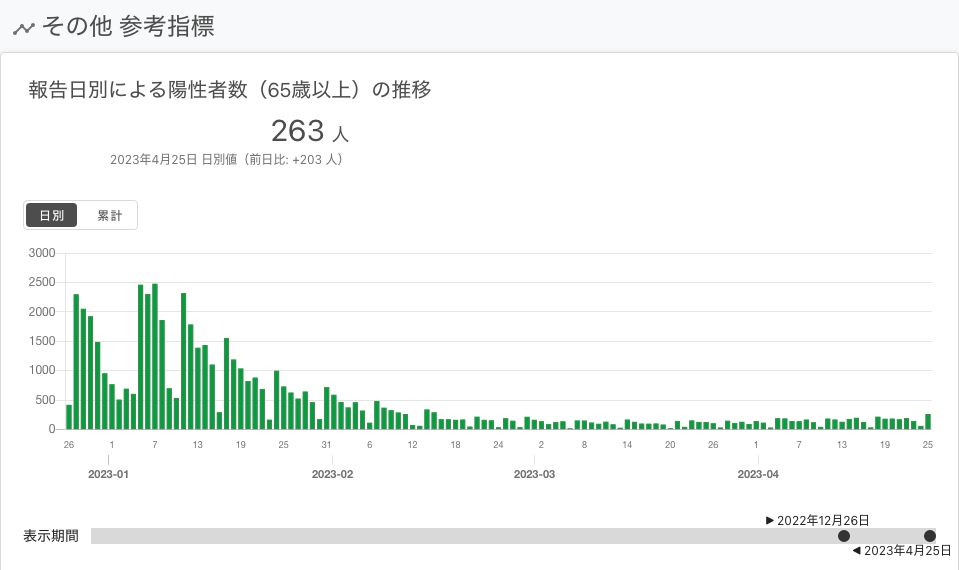 その他 参考指標
報告日別による陽性者数（65歳以上）の推移
263 人
2023年4月25日 日別値（前日比: +203 人）
日別 累計
3000
2500
2000
1500
1000
500
0
26 1 7 13 19 25 31 6 12 18 24 2 8 14 20 26 1 7 13 19 25
2023-01 2023-02 2023-03 2023-04
▶ 2022年12月26日
表示期間
◀ 2023年4月25日